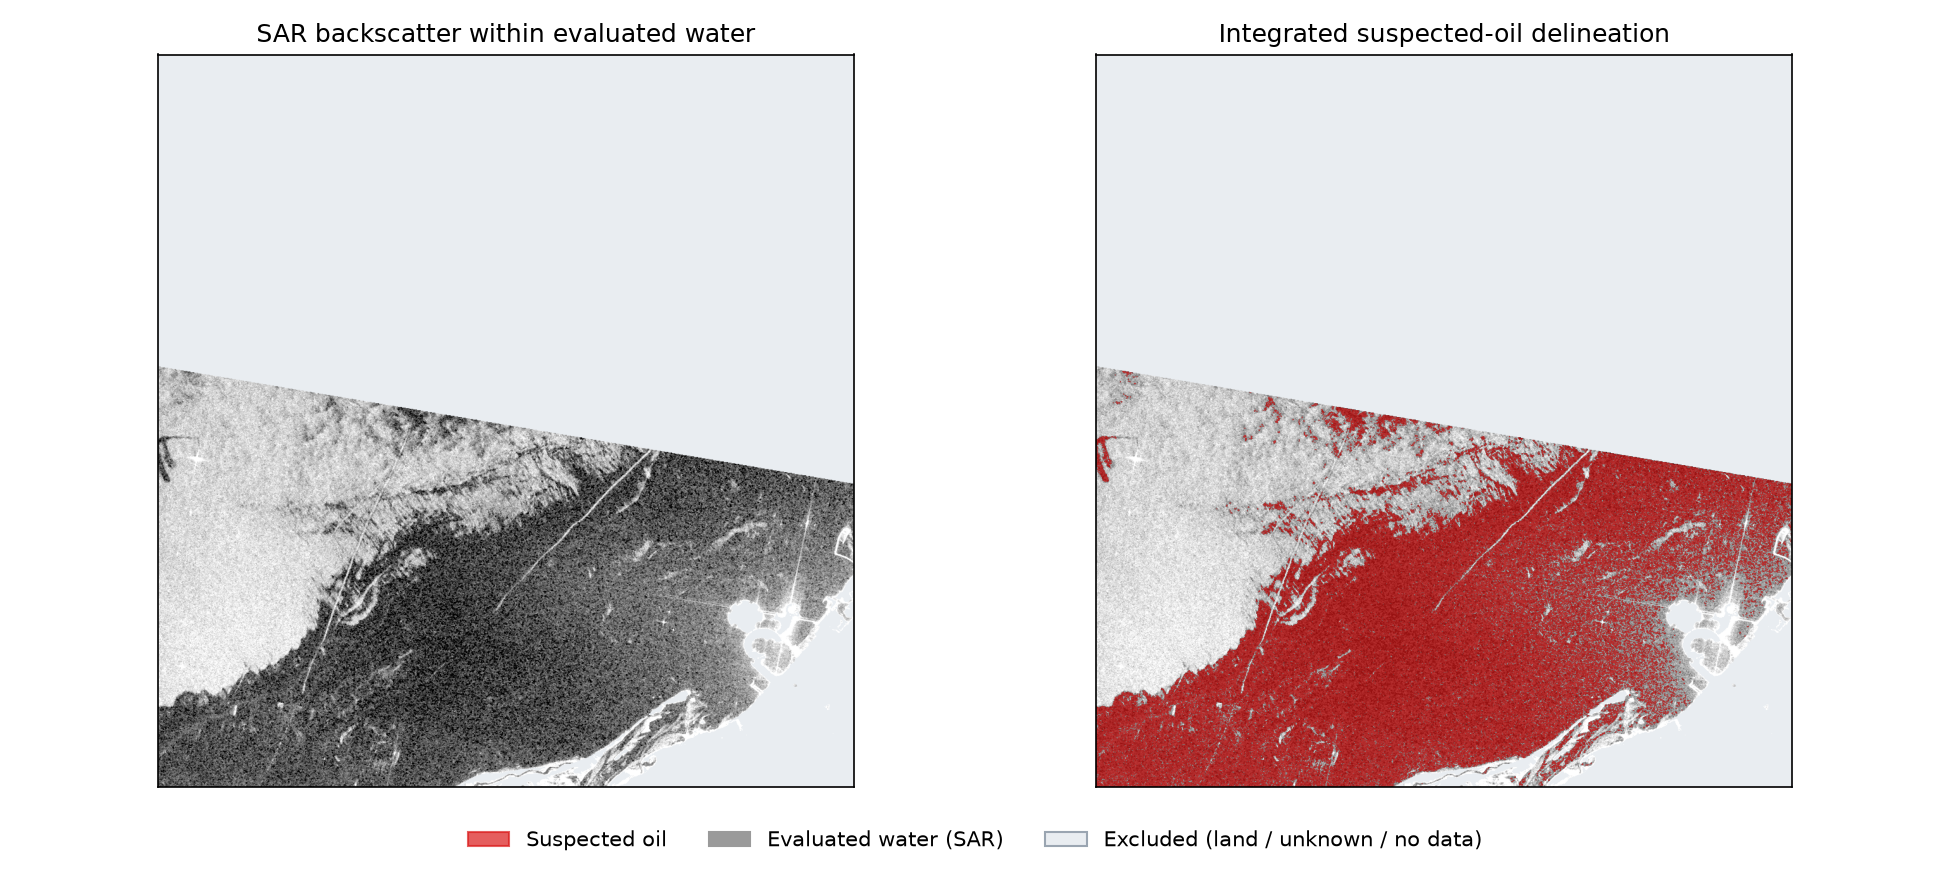 SAR backscatter within evaluated water
Integrated suspected-oil delineation
Suspected oil
Evaluated water (SAR)
Excluded (land / unknown / no data)